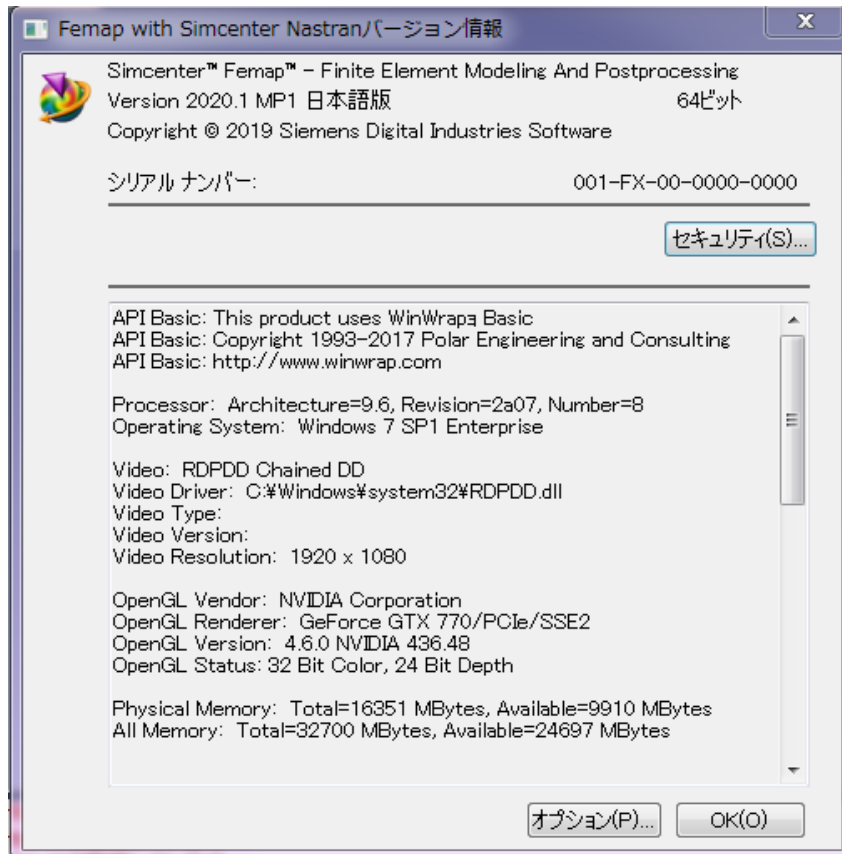 Femap with Simcenter Nastranバージョン情報
Simcenter™ Femap™ - Finite Element Modeling And Postprocessing
Version 2020.1 MP1 日本語版 64ビット
Copyright © 2019 Siemens Digital Industries Software
シリアル ナンバー: 001-FX-00-0000-0000
セキュリティ(S)...
API Basic: This product uses WinWrapョ Basic
API Basic: Copyright 1993-2017 Polar Engineering and Consulting
API Basic: http://www.winwrap.com
Processor: Architecture=9.6, Revision=2a07, Number=8
Operating System: Windows 7 SP1 Enterprise
Video: RDPDD Chained DD
Video Driver: C:¥Windows¥system32¥RDPDD.dll
Video Type:
Video Version:
Video Resolution: 1920 x 1080
OpenGL Vendor: NVIDIA Corporation
OpenGL Renderer: GeForce GTX 770/PCIe/SSE2
OpenGL Version: 4.6.0 NVIDIA 436.48
OpenGL Status: 32 Bit Color, 24 Bit Depth
Physical Memory: Total=16351 MBytes, Available=9910 MBytes
All Memory: Total=32700 MBytes, Available=24697 MBytes
オプション(P)... OK(O)